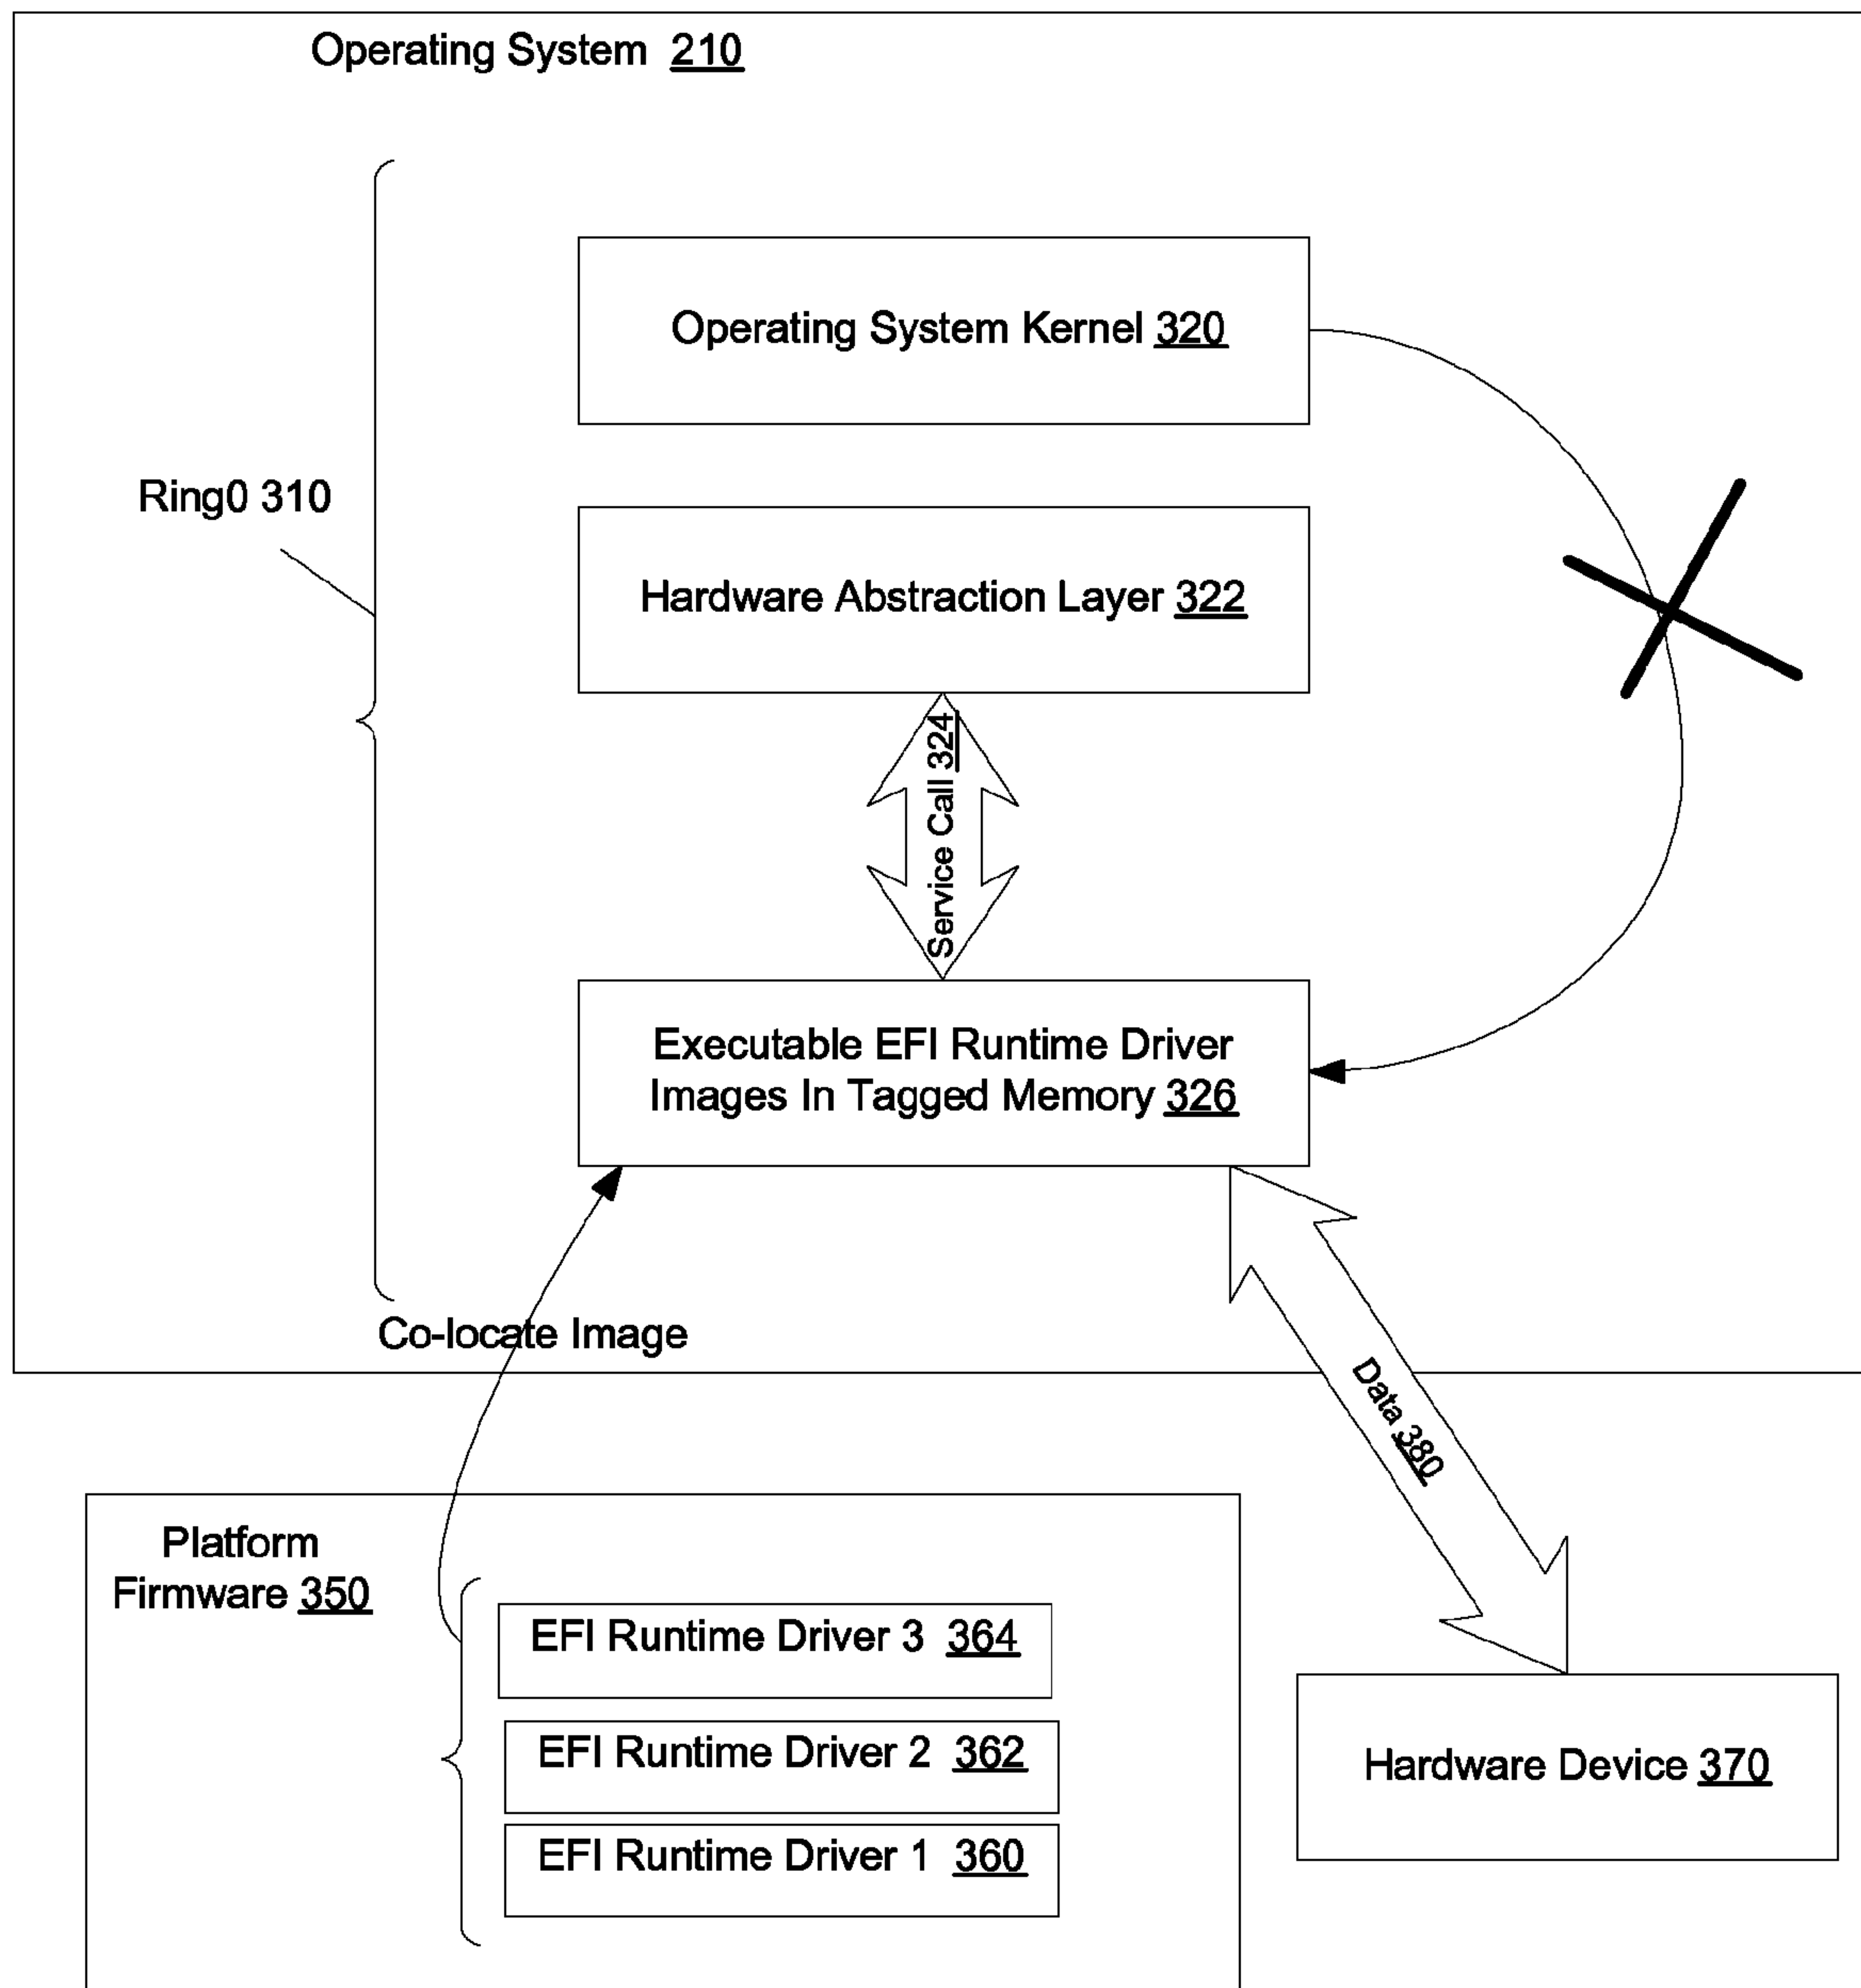 Operating System 210
Operating System Kernel 320
Ring0 310
Hardware Abstraction Layer 322
Service Call 324
Executable EFI Runtime Driver
Images In Tagged Memory 326
Co-locate Image
Data 380
Platform
Firmware 350
EFI Runtime Driver 3 364
EFI Runtime Driver 2 362
EFI Runtime Driver 1 360
Hardware Device 370